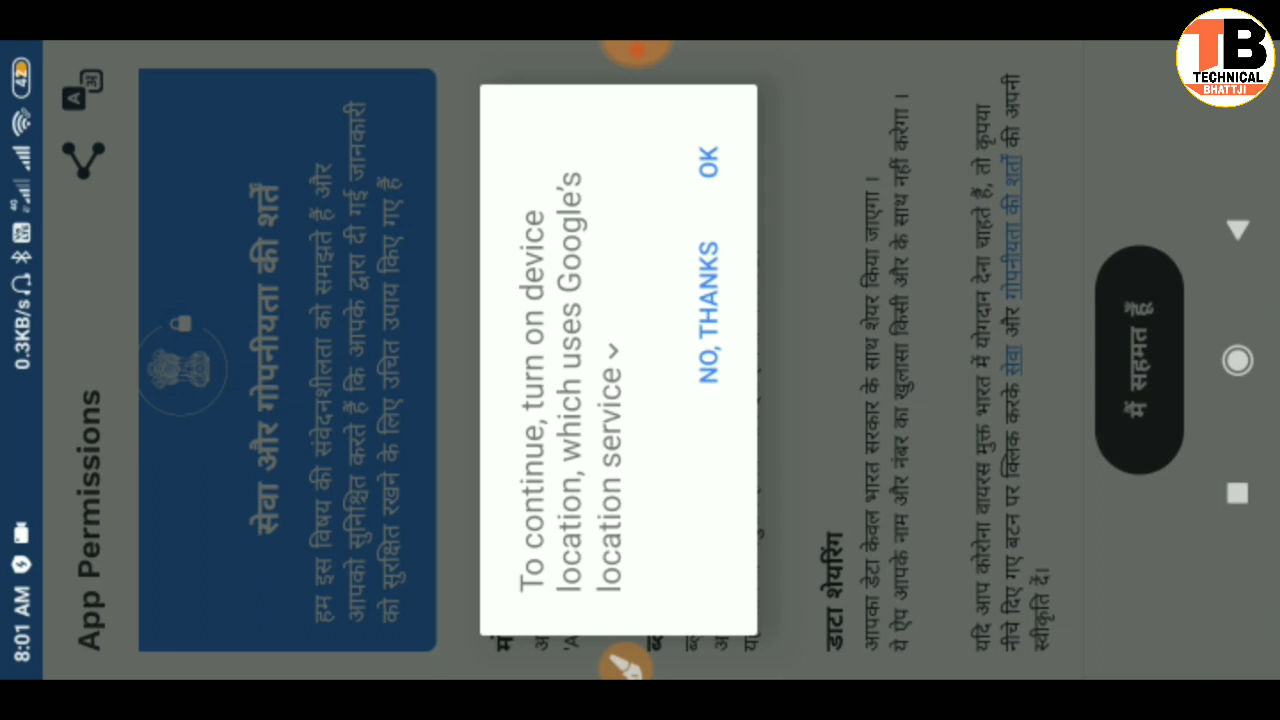 8:01 AM
0.3KB/s
4G
Vo
LTE
42
App Permissions
A
अ
सेवा और गोपनीयता की शर्तें
हम इस विषय की संवेदनशीलता को समझते हैं और
आपको सुनिश्चित करते हैं कि आपके द्वारा दी गई जानकारी
को सुरक्षित रखने के लिए उचित उपाय किए गए हैं
To continue, turn on device
location, which uses Google's
location service
NO, THANKS
OK
डाटा शेयरिंग
आपका डेटा केवल भारत सरकार के साथ शेयर किया जाएगा ।
ये ऐप आपके नाम और नंबर का खुलासा किसी और के साथ नहीं करेगा ।
यदि आप कोरोना वायरस मुक्त भारत में योगदान देना चाहते हैं, तो कृपया
नीचे दिए गए बटन पर क्लिक करके सेवा और गोपनीयता की शर्तों की अपनी
स्वीकृति दें।
मैं सहमत हूँ
TB
TECHNICAL
BHATTJI